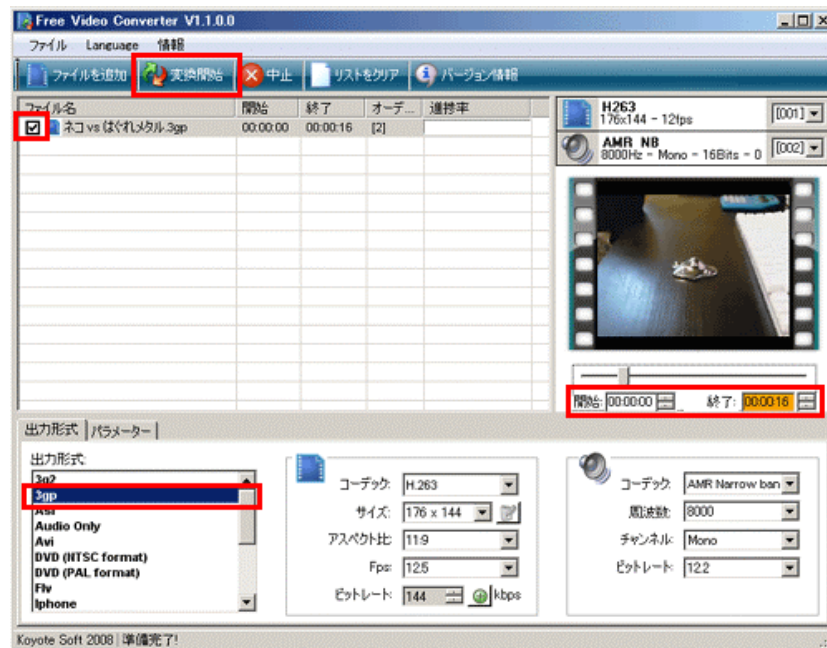 Free Video Converter V1.1.0.0
ファイル Language 情報
ファイルを追加 変換開始 中止 リストをクリア バージョン情報
ファイル名 開始 終了 オーデ... 進捗率
ネコ vs はぐれメタル.3gp 00:00:00 00:00:16 [2]
H263
176x144 - 12fps
[001]
AMR NB
8000Hz - Mono - 16Bits - 0
[002]
開始: 00:00:00 終了: 00:00:16
出力形式 パラメーター
出力形式:
3g2
3gp
Asf
Audio Only
Avi
DVD (NTSC format)
DVD (PAL format)
Flv
Iphone
コーデック: H.263
サイズ: 176 x 144
アスペクト比: 11:9
Fps: 12.5
ビットレート: 144 kbps
コーデック: AMR Narrow ban
周波数: 8000
チャンネル: Mono
ビットレート: 12.2
Koyote Soft 2008 準備完了!